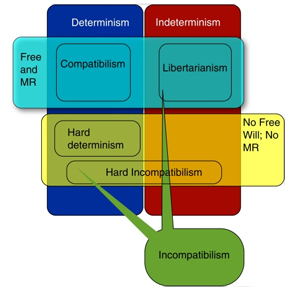 Determinism
Indeterminism
Free
and
MR
Compatibilism
Libertarianism
No Free
Will; No
MR
Hard
determinism
Hard Incompatibilism
Incompatibilism